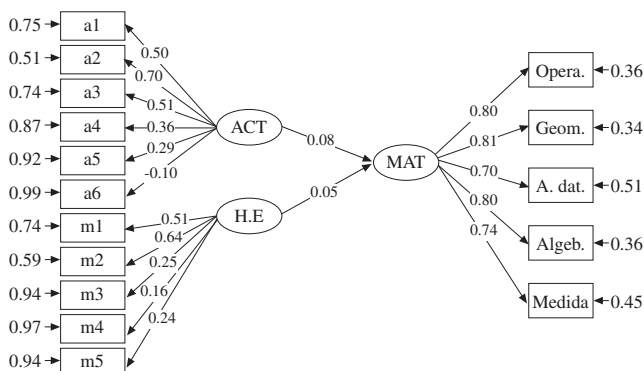 0.75 a1
0.51 a2
0.74 a3
0.87 a4
0.92 a5
0.99 a6
0.74 m1
0.59 m2
0.94 m3
0.97 m4
0.94 m5
0.50
0.70
0.51
0.36
0.29
-0.10
0.51
0.64
0.25
0.16
0.24
ACT
H.E
0.08
0.05
MAT
0.80
0.81
0.70
0.80
0.74
Opera. 0.36
Geom. 0.34
A. dat. 0.51
Algeb. 0.36
Medida 0.45